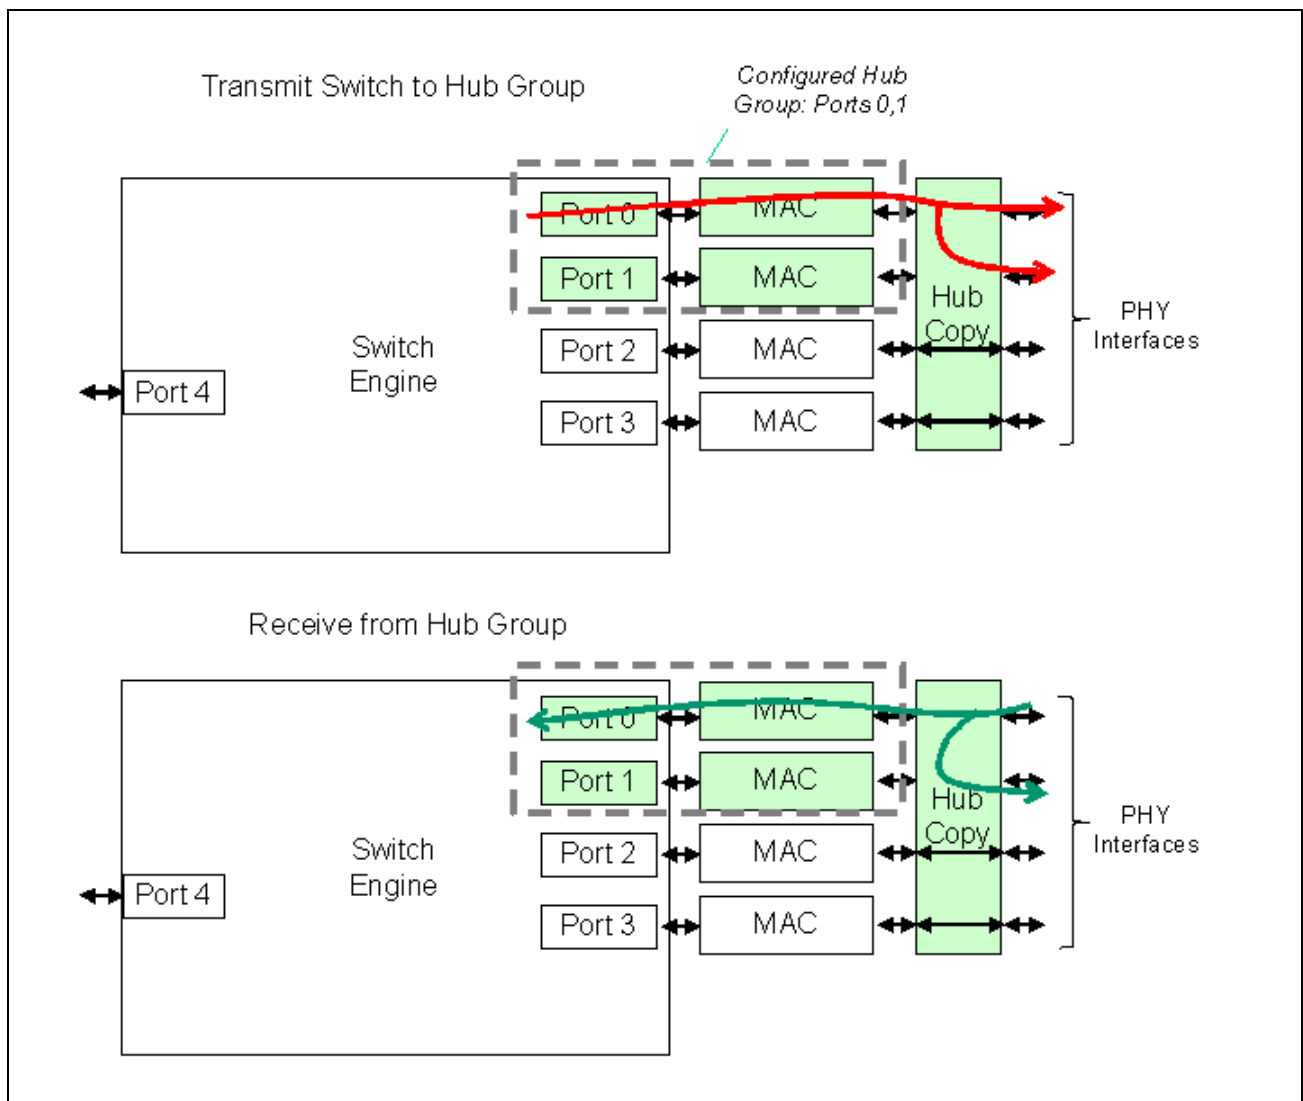 Transmit Switch to Hub Group
Configured Hub
Group: Ports 0,1
Port 0
MAC
Port 1
MAC
Hub
Copy
PHY
Interfaces
Switch
Engine
Port 2
MAC
Port 4
Port 3
MAC
Receive from Hub Group
Port 0
MAC
Port 1
MAC
Hub
Copy
PHY
Interfaces
Switch
Engine
Port 2
MAC
Port 4
Port 3
MAC